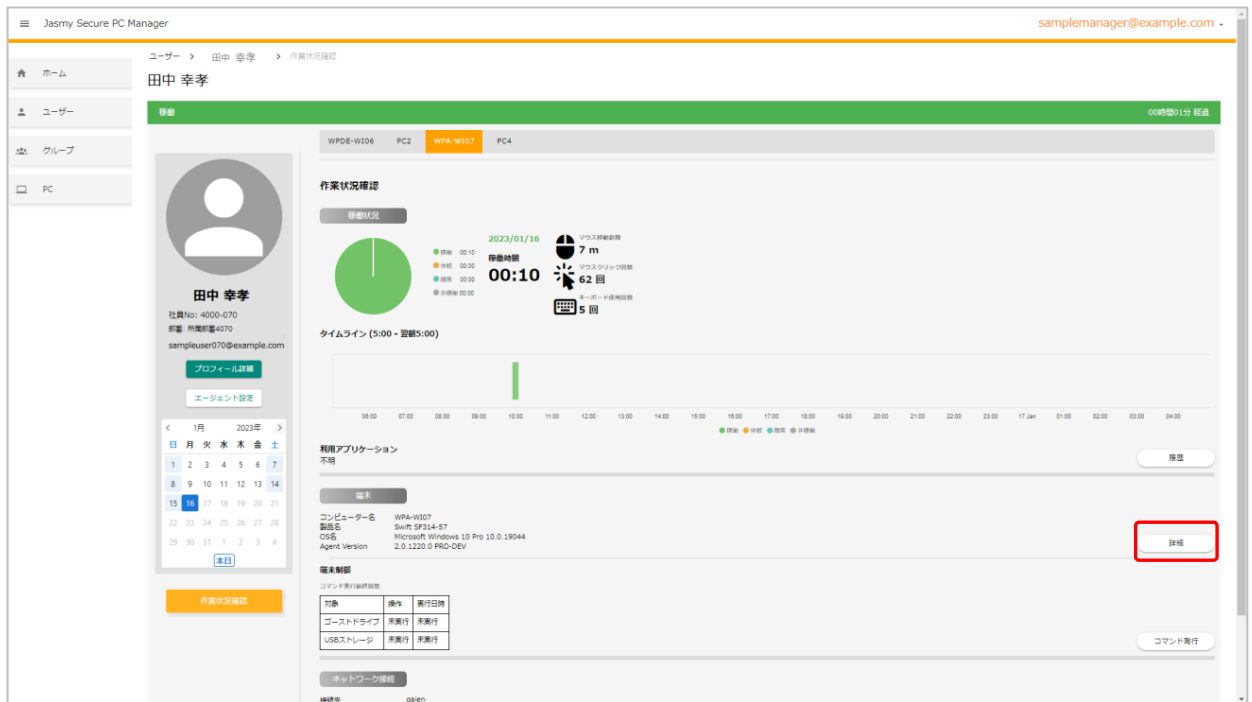 Jasmy Secure PC Manager
samplemanager@example.com
ユーザー > 田中 幸孝 > 作業状況確認
田中 幸孝
ホーム
ユーザー
グループ
PC
稼働
00時間01分 経過
WPDE-WI06 PC2 WPA-WI07 PC4
田中 幸孝
社員No: 4000-070
部署: 所属部署4070
sampleuser070@example.com
プロフィール詳細
エージェント設定
< 1月 2023年 >
日 月 火 水 木 金 土
1 2 3 4 5 6 7
8 9 10 11 12 13 14
15 16 17 18 19 20 21
22 23 24 25 26 27 28
29 30 31 1 2 3 4
本日
作業状況確認
作業状況確認
稼働状況
稼働 00:10
休憩 00:00
離席 00:00
非稼働 00:00
2023/01/16
稼働時間
00:10
マウス移動距離
7 m
マウスクリック回数
62 回
キーボード使用回数
5 回
タイムライン (5:00 - 翌朝5:00)
06:00 07:00 08:00 09:00 10:00 11:00 12:00 13:00 14:00 15:00 16:00 17:00 18:00 19:00 20:00 21:00 22:00 23:00 17 Jan 01:00 02:00 03:00 04:00
稼働 休憩 離席 非稼働
利用アプリケーション
不明
履歴
端末
コンピューター名 WPA-WI07
製品名 Swift SF314-57
OS名 Microsoft Windows 10 Pro 10.0.19044
Agent Version 2.0.1220.0 PRO-DEV
詳細
端末制御
コマンド実行最終履歴
対象 操作 実行日時
ゴーストドライブ 未実行 未実行
USBストレージ 未実行 未実行
コマンド発行
ネットワーク接続
接続先 gaien-